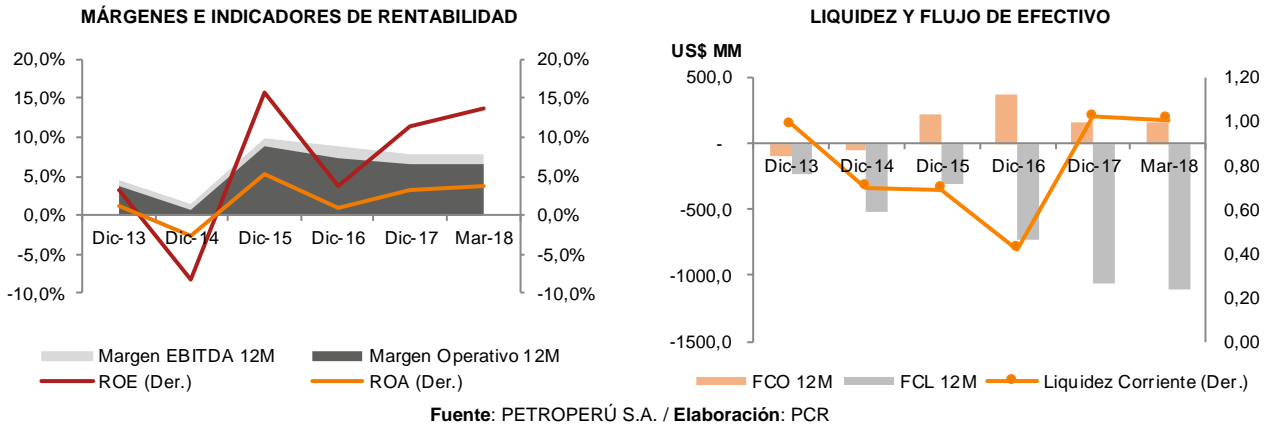 MÁRGENES E INDICADORES DE RENTABILIDAD
20,0%
15,0%
10,0%
5,0%
0,0%
-5,0%
-10,0%
20,0%
15,0%
10,0%
5,0%
0,0%
-5,0%
-10,0%
Dic-13 Dic-14 Dic-15 Dic-16 Dic-17 Mar-18
Margen EBITDA 12M Margen Operativo 12M
ROE (Der.) ROA (Der.)
LIQUIDEZ Y FLUJO DE EFECTIVO
US$ MM
500,0
-
-500,0
-1000,0
-1500,0
1,20
1,00
0,80
0,60
0,40
0,20
0,00
Dic-13 Dic-14 Dic-15 Dic-16 Dic-17 Mar-18
FCO 12M FCL 12M Liquidez Corriente (Der.)
Fuente: PETROPERÚ S.A. / Elaboración: PCR